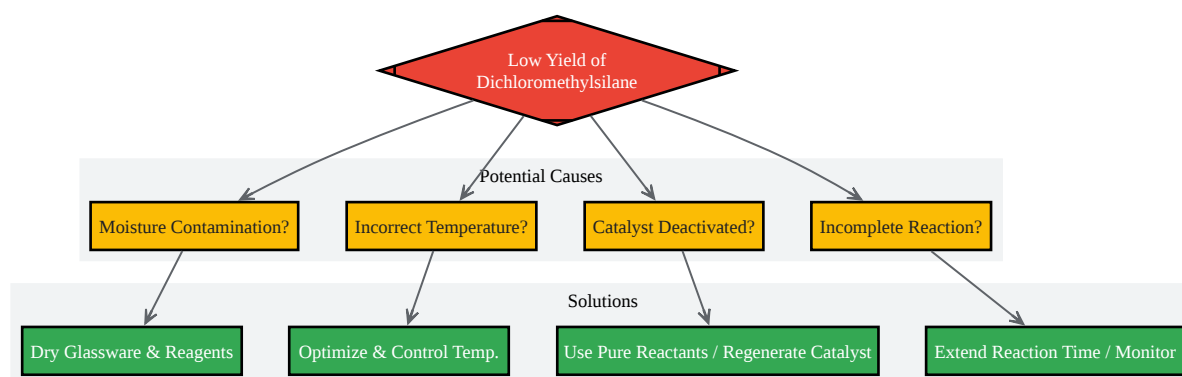 Low Yield of
Dichloromethylsilane
Potential Causes
Moisture Contamination?
Incorrect Temperature?
Catalyst Deactivated?
Incomplete Reaction?
Solutions
Dry Glassware & Reagents
Optimize & Control Temp.
Use Pure Reactants / Regenerate Catalyst
Extend Reaction Time / Monitor